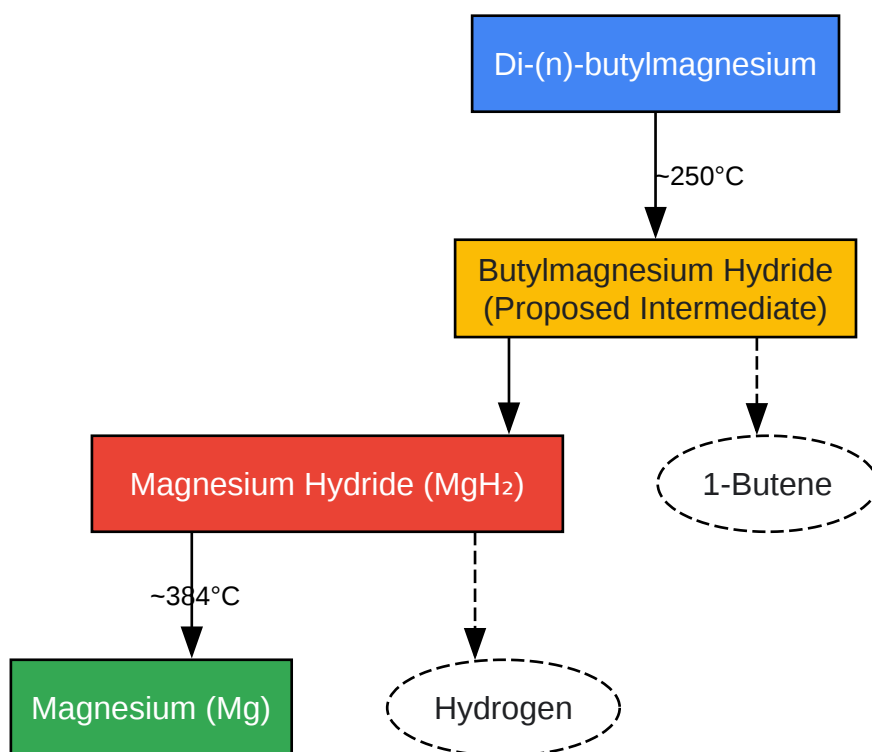 Di-(n)-butylmagnesium
~250°C
Butylmagnesium Hydride
(Proposed Intermediate)
Magnesium Hydride (MgH₂)
1-Butene
~384°C
Magnesium (Mg)
Hydrogen